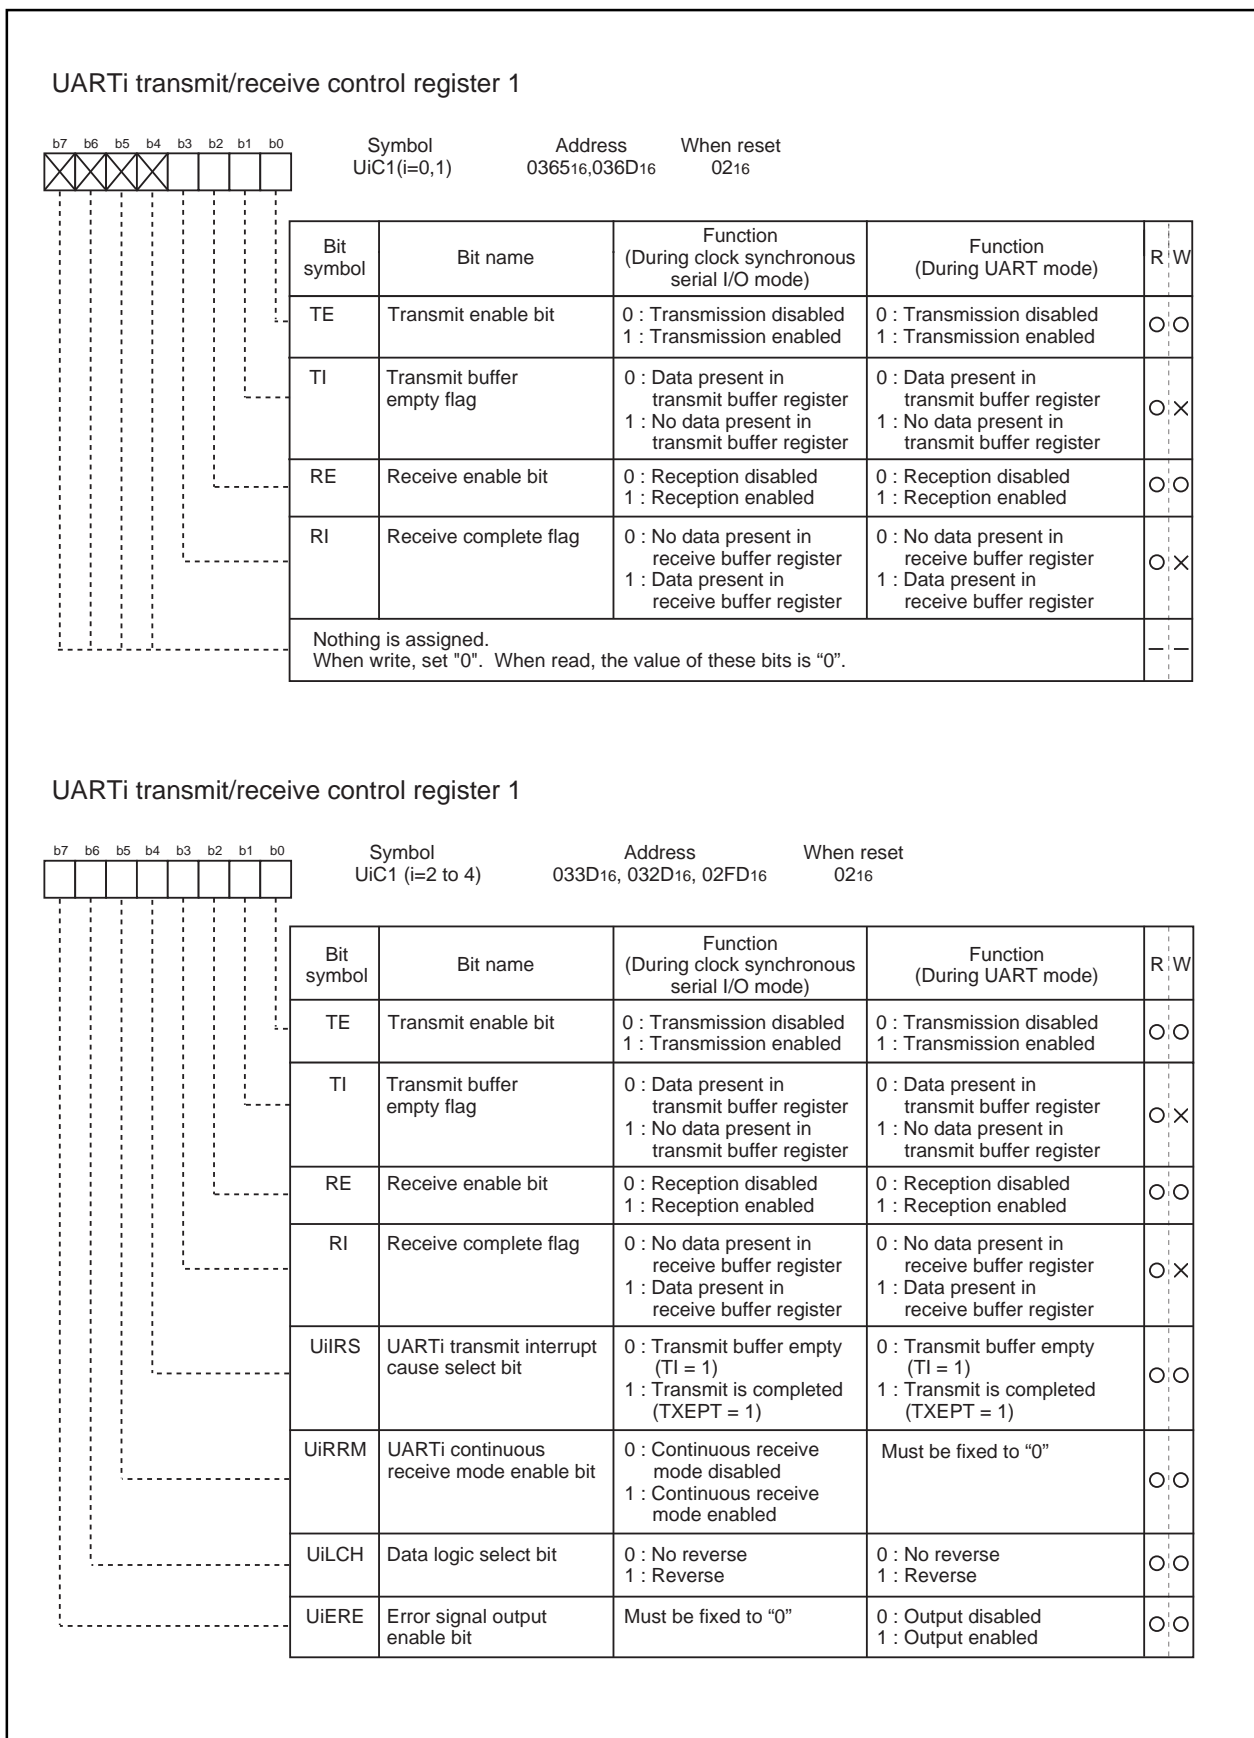 UARTi transmit/receive control register 1
b7 b6 b5 b4 b3 b2 b1 b0
Symbol Address When reset
UiC1(i=0,1) 036516,036D16 0216
Bit symbol Bit name Function (During clock synchronous serial I/O mode) Function (During UART mode) R W
TE Transmit enable bit 0 : Transmission disabled 0 : Transmission disabled
1 : Transmission enabled 1 : Transmission enabled
TI Transmit buffer 0 : Data present in 0 : Data present in
empty flag transmit buffer register transmit buffer register
1 : No data present in 1 : No data present in
transmit buffer register transmit buffer register
RE Receive enable bit 0 : Reception disabled 0 : Reception disabled
1 : Reception enabled 1 : Reception enabled
RI Receive complete flag 0 : No data present in 0 : No data present in
receive buffer register receive buffer register
1 : Data present in 1 : Data present in
receive buffer register receive buffer register
Nothing is assigned.
When write, set "0". When read, the value of these bits is “0”.
UARTi transmit/receive control register 1
b7 b6 b5 b4 b3 b2 b1 b0
Symbol Address When reset
UiC1 (i=2 to 4) 033D16, 032D16, 02FD16 0216
Bit symbol Bit name Function (During clock synchronous serial I/O mode) Function (During UART mode) R W
TE Transmit enable bit 0 : Transmission disabled 0 : Transmission disabled
1 : Transmission enabled 1 : Transmission enabled
TI Transmit buffer 0 : Data present in 0 : Data present in
empty flag transmit buffer register transmit buffer register
1 : No data present in 1 : No data present in
transmit buffer register transmit buffer register
RE Receive enable bit 0 : Reception disabled 0 : Reception disabled
1 : Reception enabled 1 : Reception enabled
RI Receive complete flag 0 : No data present in 0 : No data present in
receive buffer register receive buffer register
1 : Data present in 1 : Data present in
receive buffer register receive buffer register
UiIRS UARTi transmit interrupt 0 : Transmit buffer empty 0 : Transmit buffer empty
cause select bit (TI = 1) (TI = 1)
1 : Transmit is completed 1 : Transmit is completed
(TXEPT = 1) (TXEPT = 1)
UiRRM UARTi continuous 0 : Continuous receive Must be fixed to “0”
receive mode enable bit mode disabled
1 : Continuous receive
mode enabled
UiLCH Data logic select bit 0 : No reverse 0 : No reverse
1 : Reverse 1 : Reverse
UiERE Error signal output Must be fixed to “0” 0 : Output disabled
enable bit 1 : Output enabled